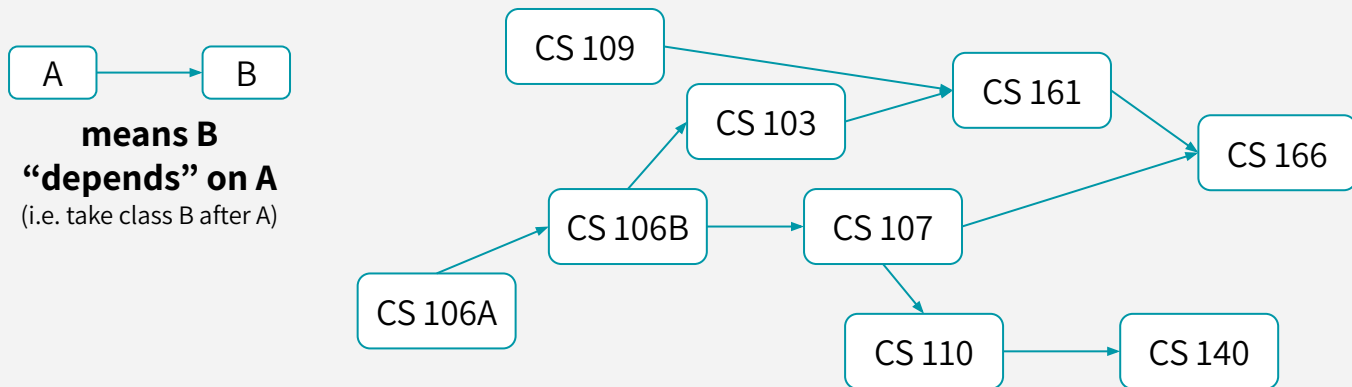 A
B
means B
“depends” on A
(i.e. take class B after A)
CS 109
CS 103
CS 161
CS 166
CS 106B
CS 107
CS 106A
CS 110
CS 140